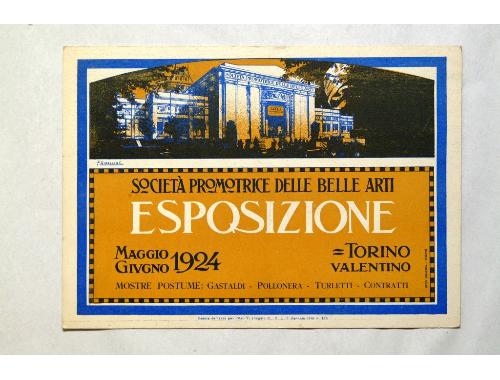 SOCIETÀ PROMOTRICE DELLE BELLE ARTI
ESPOSIZIONE
MAGGIO
GIVGNO 1924
=TORINO
VALENTINO
MOSTRE POSTUME: GASTALDI - POLLONERA - TURLETTI - CONTRATTI